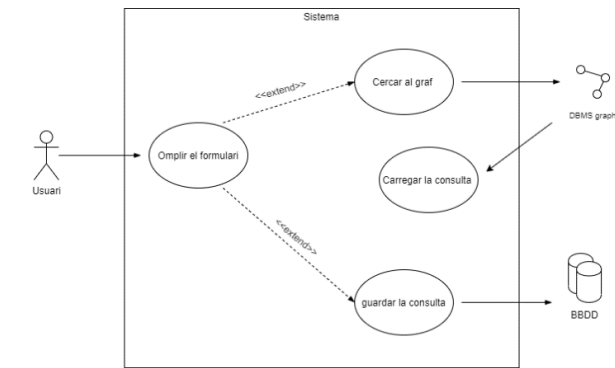 Sistema
Cercar al graf
<<extend>>
DBMS graph
Omplir el formulari
Carregar la consulta
Usuari
<<extend>>
guardar la consulta
BBDD